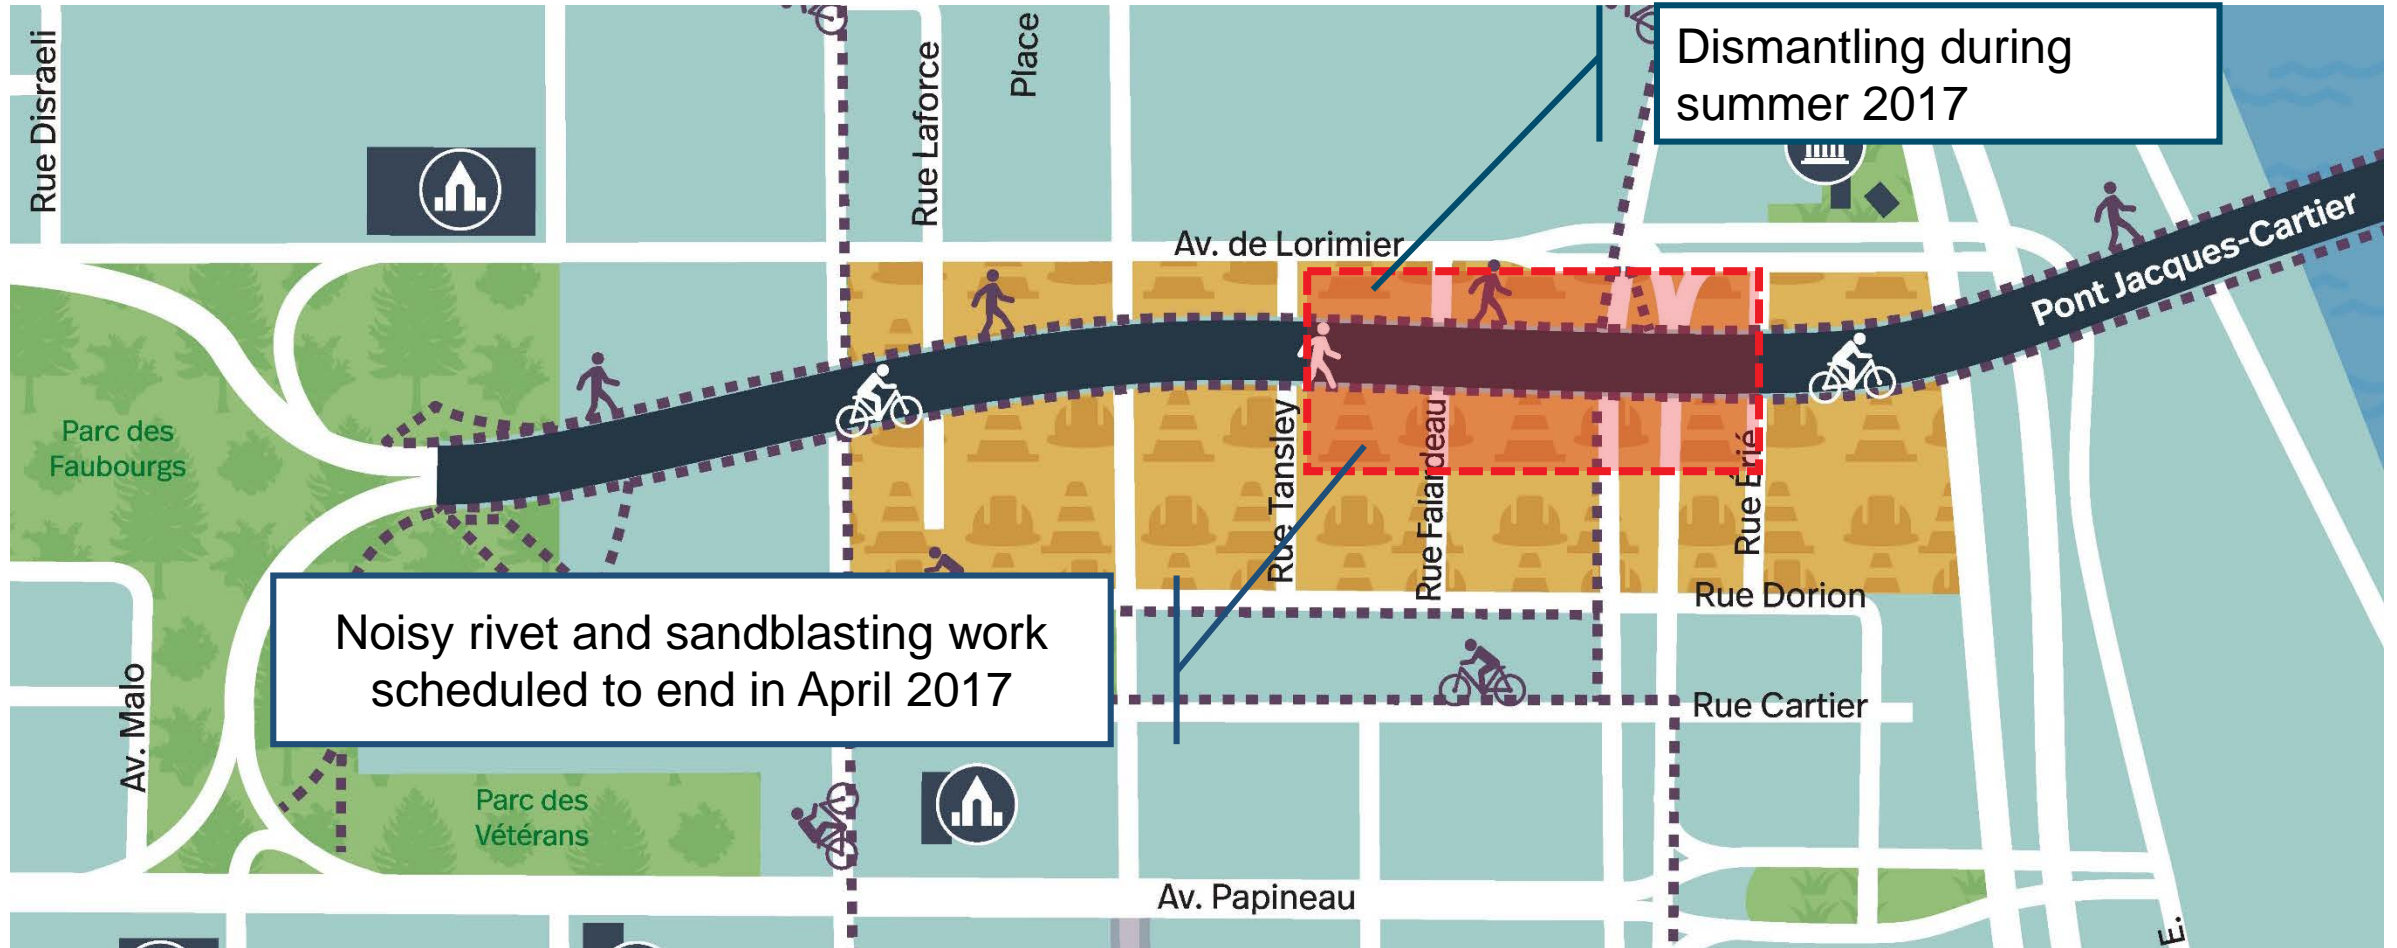 Rue Disraeli
Rue Laforce
Place
Dismantling during
summer 2017
Av. de Lorimier
Pont Jacques-Cartier
Parc des
Faubourgs
Rue Tansley
Rue Falardeau
Rue Érié
Rue Dorion
Noisy rivet and sandblasting work
scheduled to end in April 2017
Av. Malo
Rue Cartier
Parc des
Vétérans
Av. Papineau
E.